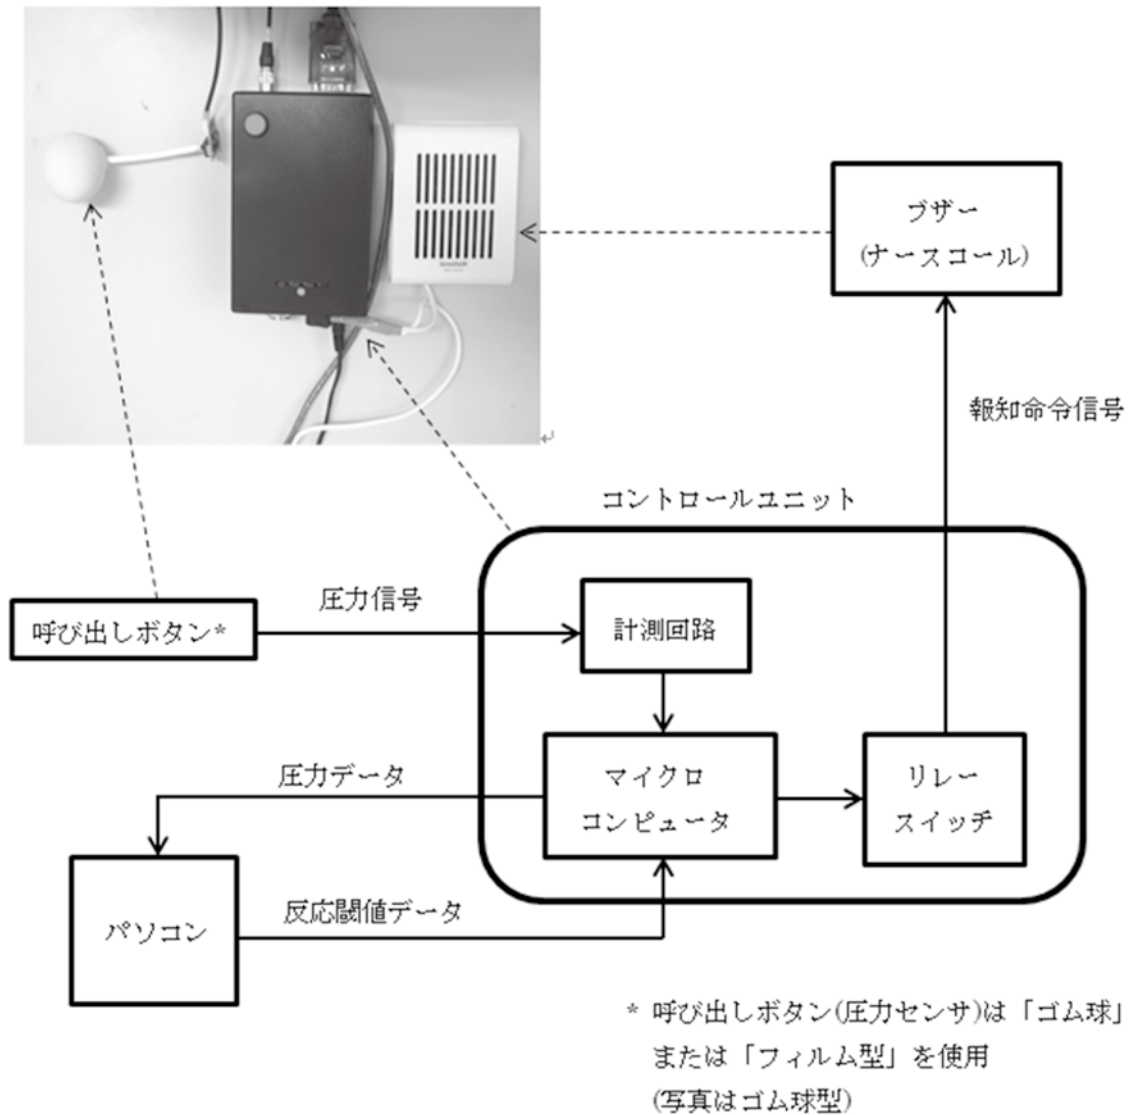 ブザー
(ナースコール)
報知命令信号
コントロールユニット
圧力信号
呼び出しボタン*
計測回路
圧力データ
マイクロ
コンピュータ
リレー
スイッチ
反応閾値データ
パソコン
* 呼び出しボタン(圧力センサ)は「ゴム球」
または「フィルム型」を使用
(写真はゴム球型)